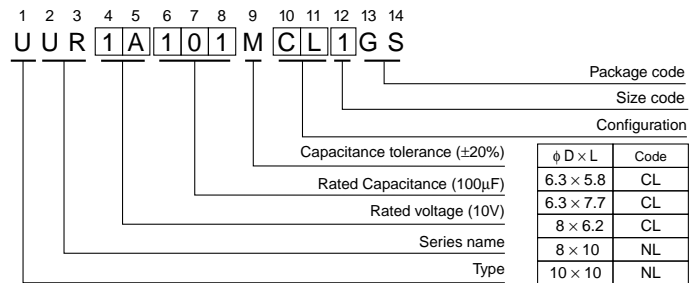 1 2 3 4 5 6 7 8 9 10 11 12 13 14
U U R 1 A 1 0 1 M C L 1 G S
Package code
Size code
Configuration
Capacitance tolerance (±20%)
Rated Capacitance (100μF)
Rated voltage (10V)
Series name
Type
ϕ D × L Code
6.3 × 5.8 CL
6.3 × 7.7 CL
8 × 6.2 CL
8 × 10 NL
10 × 10 NL